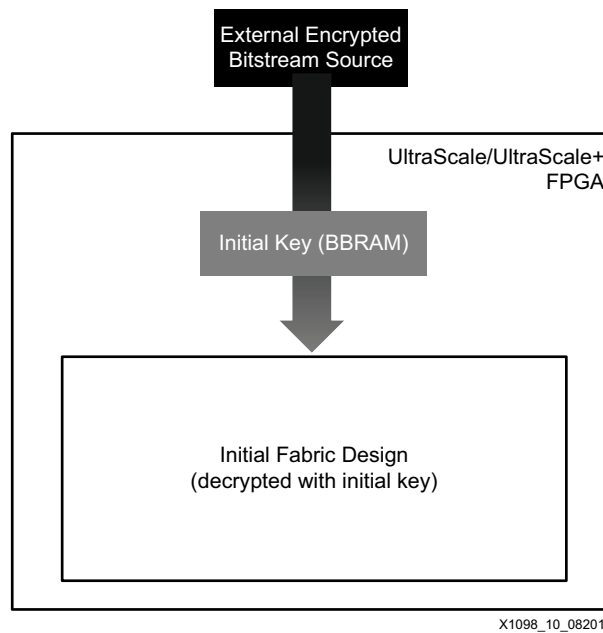 External Encrypted
Bitstream Source
UltraScale/UltraScale+
FPGA
Initial Key (BBRAM)
Initial Fabric Design
(decrypted with initial key)
X1098_10_08201